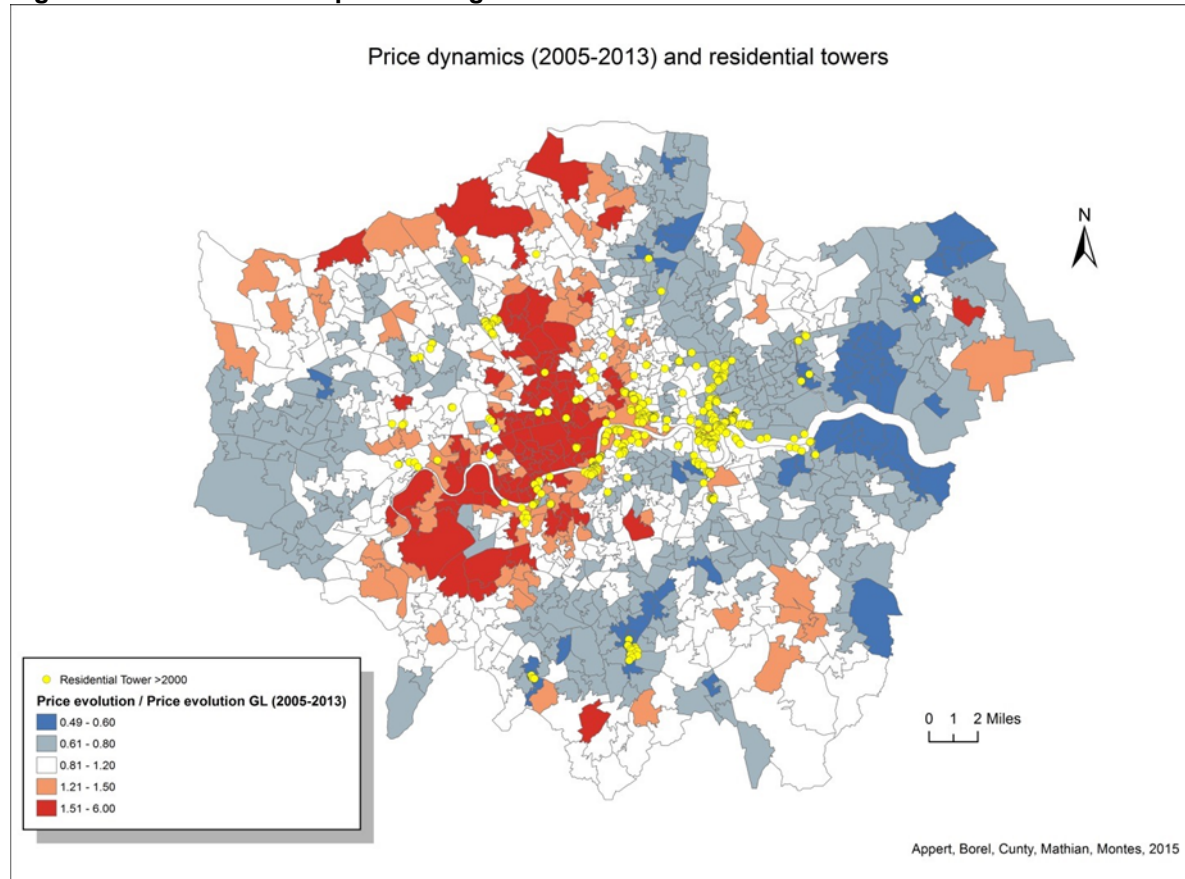 Price dynamics (2005-2013) and residential towers
N
Residential Tower >2000
Price evolution / Price evolution GL (2005-2013)
0.49 - 0.60
0.61 - 0.80
0.81 - 1.20
1.21 - 1.50
1.51 - 6.00
0 1 2 Miles
Appert, Borel, Cunty, Mathian, Montes, 2015